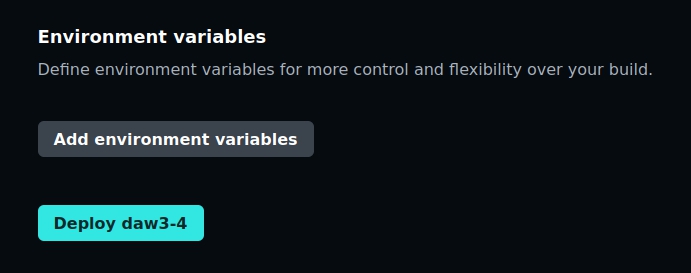 Environment variables
Define environment variables for more control and flexibility over your build.
Add environment variables
Deploy daw3-4